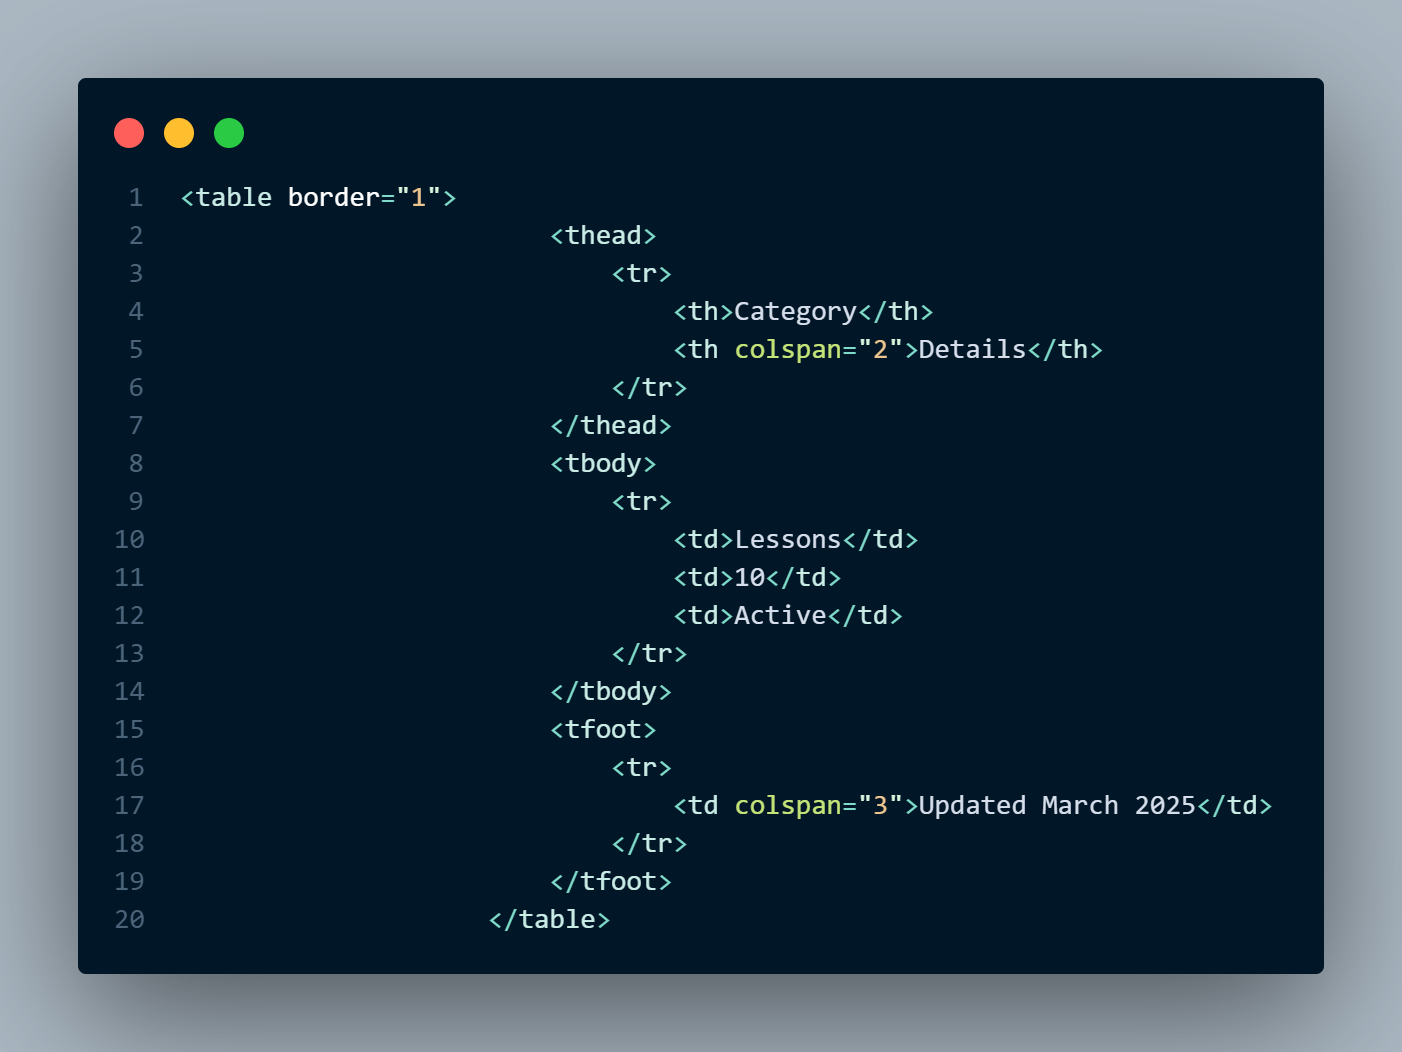 1 <table border="1">
2                         <thead>
3                             <tr>
4                                 <th>Category</th>
5                                 <th colspan="2">Details</th>
6                             </tr>
7                         </thead>
8                         <tbody>
9                             <tr>
10                                 <td>Lessons</td>
11                                 <td>10</td>
12                                 <td>Active</td>
13                             </tr>
14                         </tbody>
15                         <tfoot>
16                             <tr>
17                                 <td colspan="3">Updated March 2025</td>
18                             </tr>
19                         </tfoot>
20                     </table>